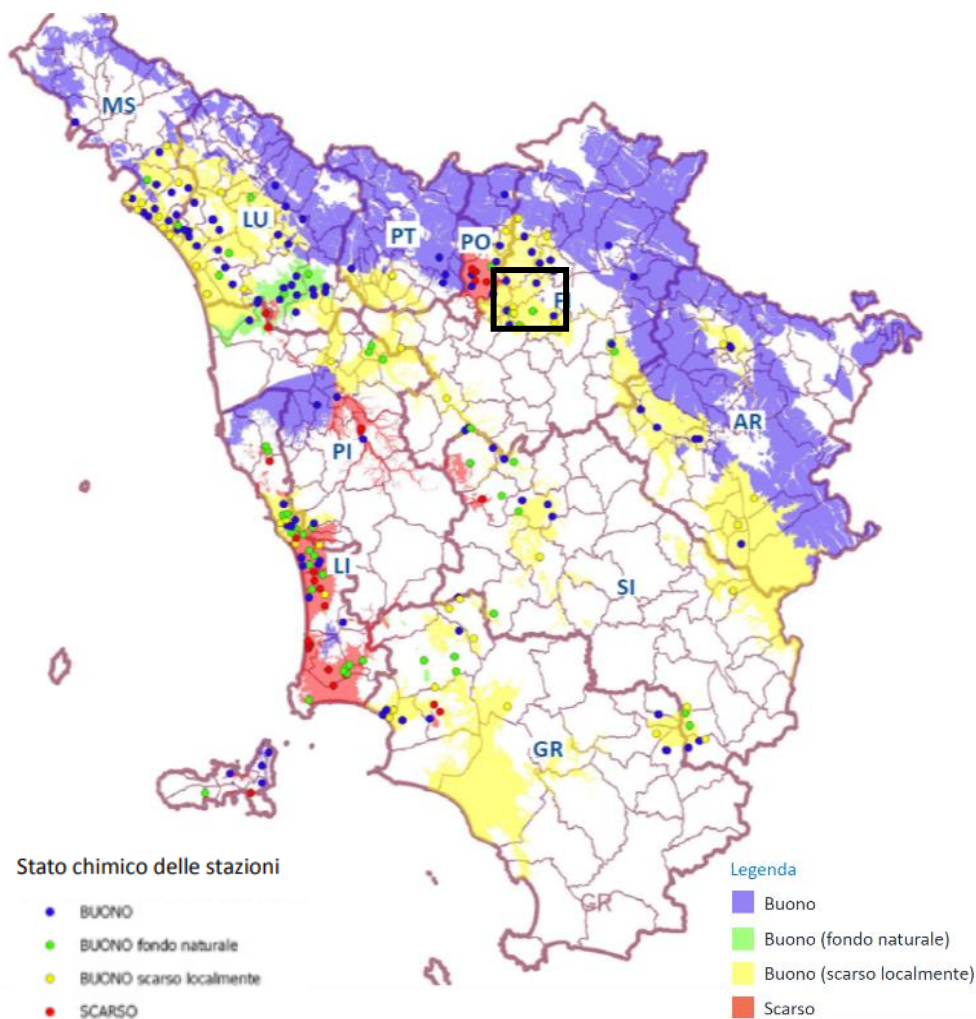 MS
LU
PT
PO
F
AR
PI
LI
SI
GR
GR
Stato chimico delle stazioni
BUONO
BUONO fondo naturale
BUONO scarso localmente
SCARSO
Legenda
Buono
Buono (fondo naturale)
Buono (scarso localmente)
Scarso